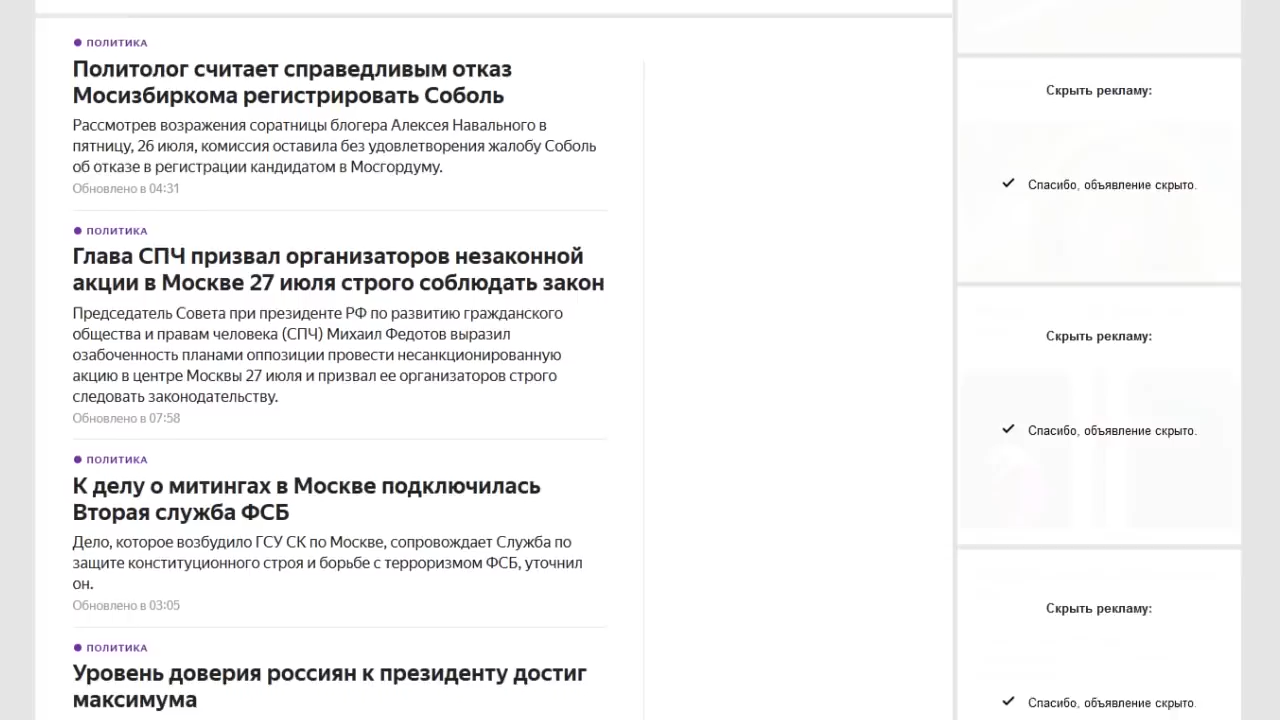 ПОЛИТИКА
Политолог считает справедливым отказ
Мосизбиркома регистрировать Соболь
Рассмотрев возражения соратницы блогера Алексея Навального в
пятницу, 26 июля, комиссия оставила без удовлетворения жалобу Соболь
об отказе в регистрации кандидатом в Мосгордуму.
Обновлено в 04:31
ПОЛИТИКА
Глава СПЧ призвал организаторов незаконной
акции в Москве 27 июля строго соблюдать закон
Председатель Совета при президенте РФ по развитию гражданского
общества и правам человека (СПЧ) Михаил Федотов выразил
озабоченность планами оппозиции провести несанкционированную
акцию в центре Москвы 27 июля и призвал ее организаторов строго
следовать законодательству.
Обновлено в 07:58
ПОЛИТИКА
К делу о митингах в Москве подключилась
Вторая служба ФСБ
Дело, которое возбудило ГСУ СК по Москве, сопровождает Служба по
защите конституционного строя и борьбе с терроризмом ФСБ, уточнил
он.
Обновлено в 03:05
ПОЛИТИКА
Уровень доверия россиян к президенту достиг
максимума
Скрыть рекламу:
Спасибо, объявление скрыто.
Скрыть рекламу:
Спасибо, объявление скрыто.
Скрыть рекламу:
Спасибо, объявление скрыто.